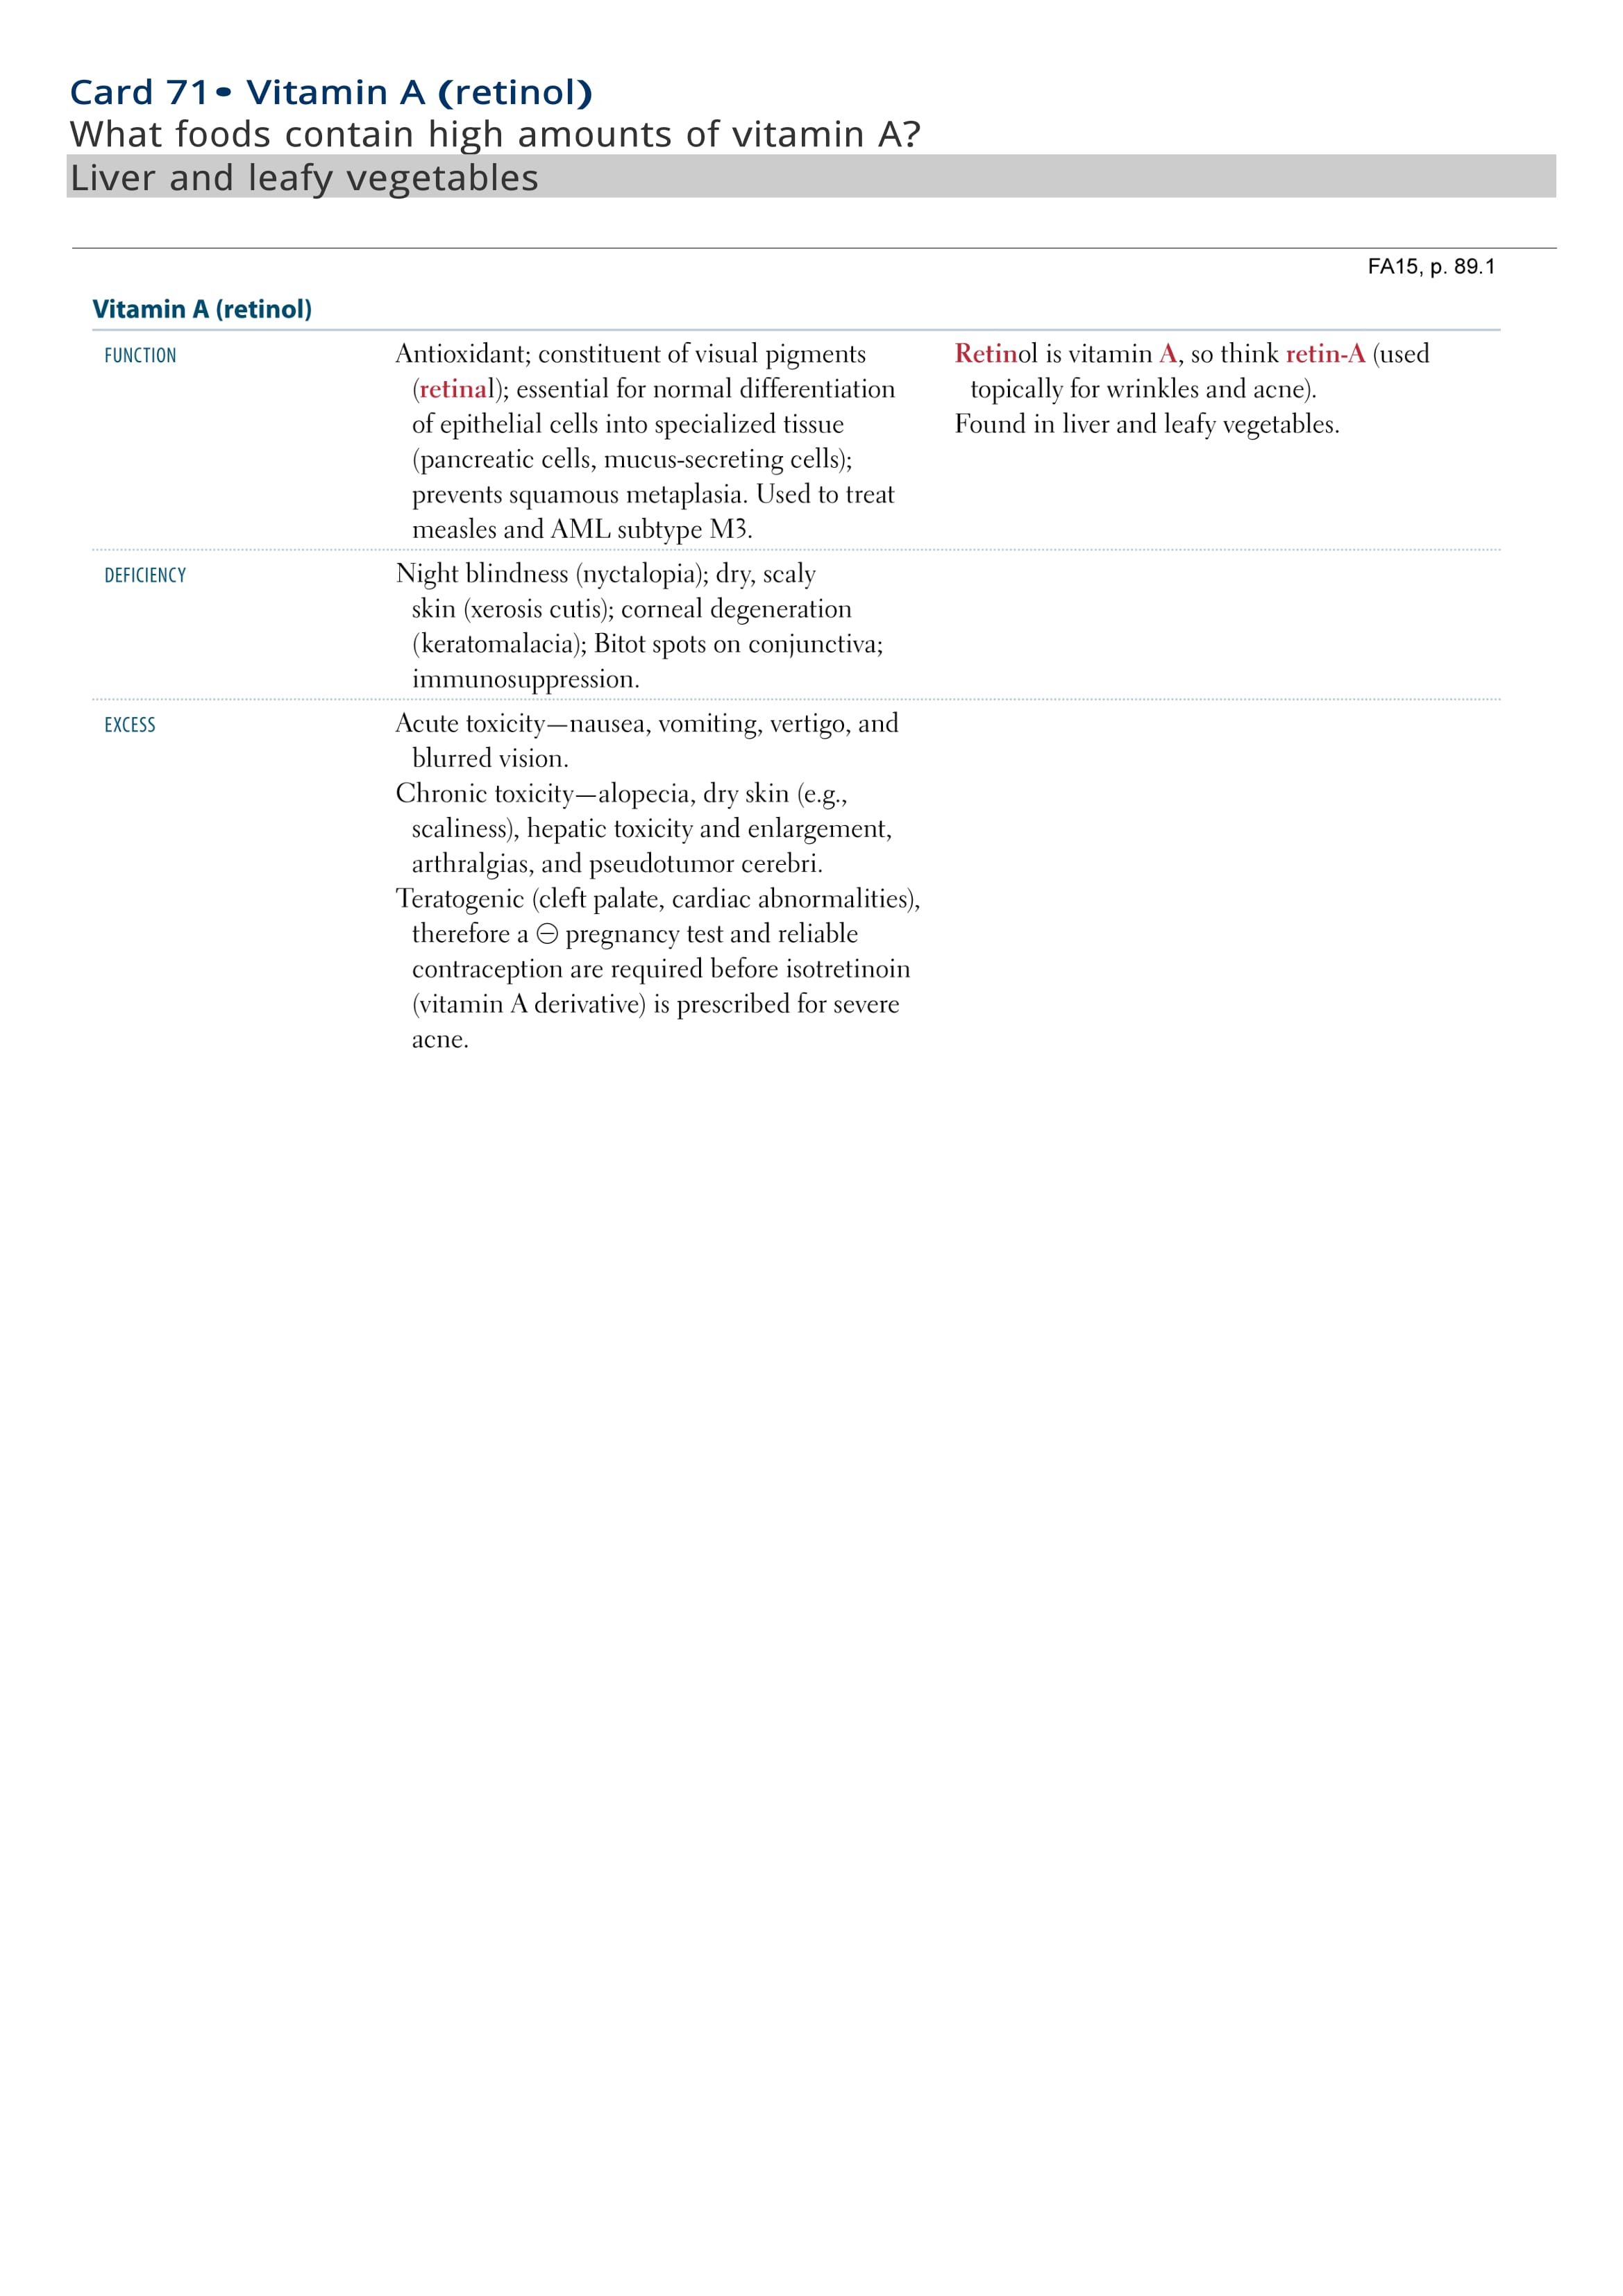 Card 71• Vitamin A (retinol)
What foods contain high amounts of vitamin A?
Liver and leafy vegetables
FA15, p. 89.1
Vitamin A (retinol)
FUNCTION
Antioxidant; constituent of visual pigments
(retinal); essential for normal differentiation
of epithelial cells into specialized tissue
(pancreatic cells, mucus-secreting cells);
prevents squamous metaplasia. Used to treat
measles and AML subtype M3.
Retinol is vitamin A, so think retin-A (used
topically for wrinkles and acne).
Found in liver and leafy vegetables.
DEFICIENCY
Night blindness (nyctalopia); dry, scaly
skin (xerosis cutis); corneal degeneration
(keratomalacia); Bitot spots on conjunctiva;
immunosuppression.
EXCESS
Acute toxicity—nausea, vomiting, vertigo, and
blurred vision.
Chronic toxicity—alopecia, dry skin (e.g.,
scaliness), hepatic toxicity and enlargement,
arthralgias, and pseudotumor cerebri.
Teratogenic (cleft palate, cardiac abnormalities),
therefore a ⊖ pregnancy test and reliable
contraception are required before isotretinoin
(vitamin A derivative) is prescribed for severe
acne.